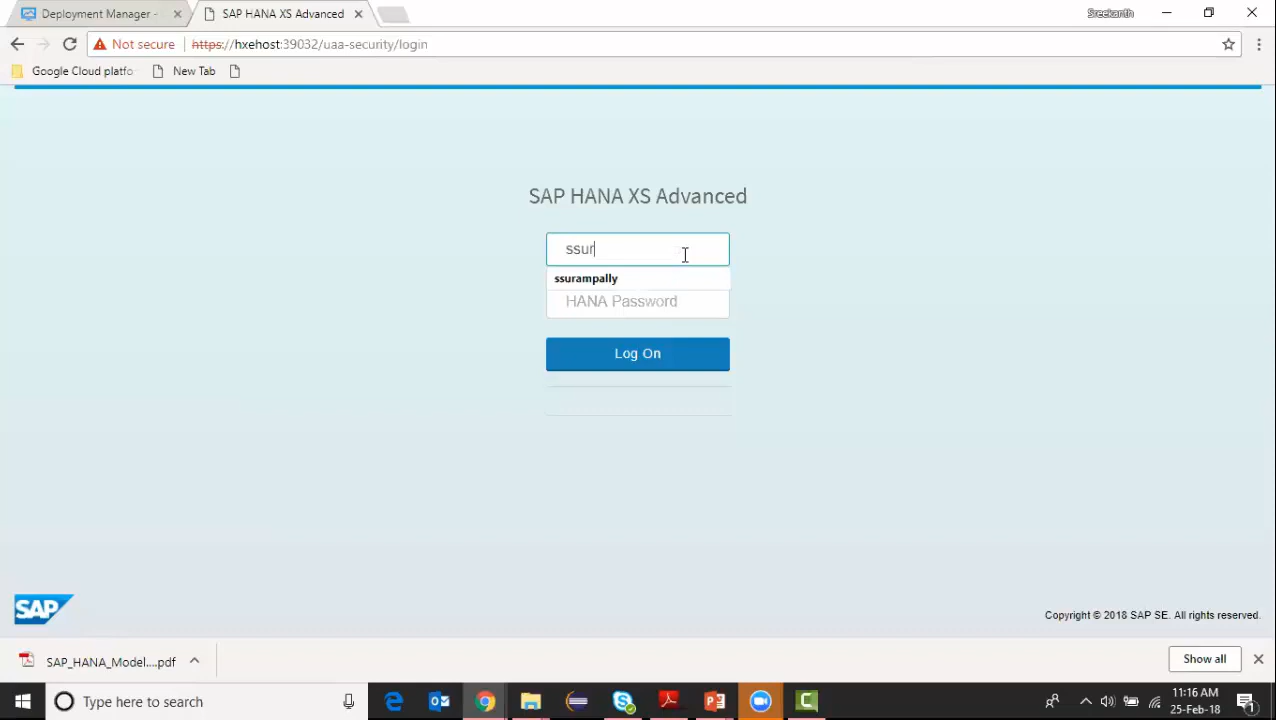 Deployment Manager -
SAP HANA XS Advanced
Sreekanth
Not secure
https://hxehost:39032/uaa-security/login
Google Cloud platfo
New Tab
SAP HANA XS Advanced
ssur
ssurampally
HANA Password
Log On
SAP
Copyright © 2018 SAP SE. All rights reserved.
SAP_HANA_Model....pdf
Show all
Type here to search
11:16 AM
25-Feb-18
1